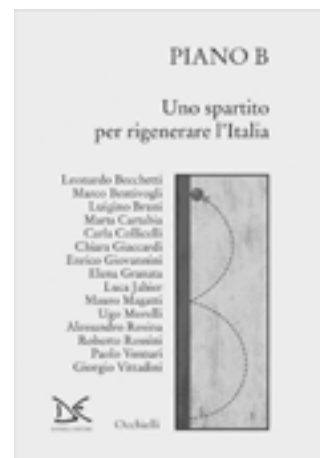 PIANO B
Uno spartito
per rigenerare l'Italia
Leonardo Becchetti
Marco Bentivogli
Luigino Bruni
Marta Cartabia
Carla Collicelli
Chiara Giaccardi
Enrico Giovannini
Elena Granata
Luca Jahier
Mauro Magatti
Ugo Morelli
Alessandro Rosina
Roberto Rossini
Paolo Venturi
Giorgio Vittadini
Occhielli